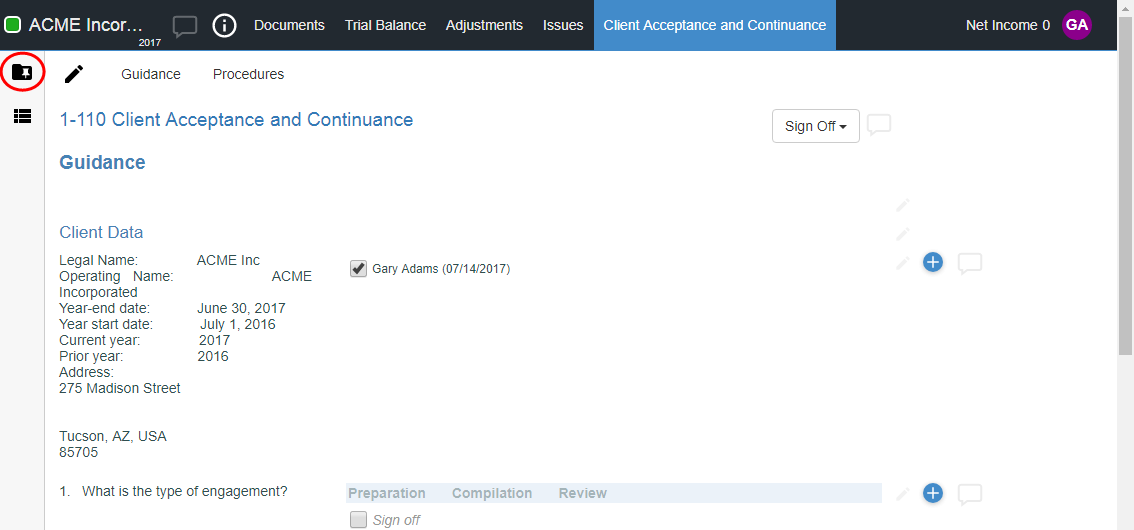 ACME Incor... Documents Trial Balance Adjustments Issues Client Acceptance and Continuance Net Income 0 GA
2017
Guidance Procedures
1-110 Client Acceptance and Continuance
Sign Off
Guidance
Client Data
Legal Name: ACME Inc
Gary Adams (07/14/2017)
Operating Name: ACME
Incorporated
Year-end date: June 30, 2017
Year start date: July 1, 2016
Current year: 2017
Prior year: 2016
Address:
275 Madison Street
Tucson, AZ, USA
85705
1. What is the type of engagement? Preparation Compilation Review
Sign off